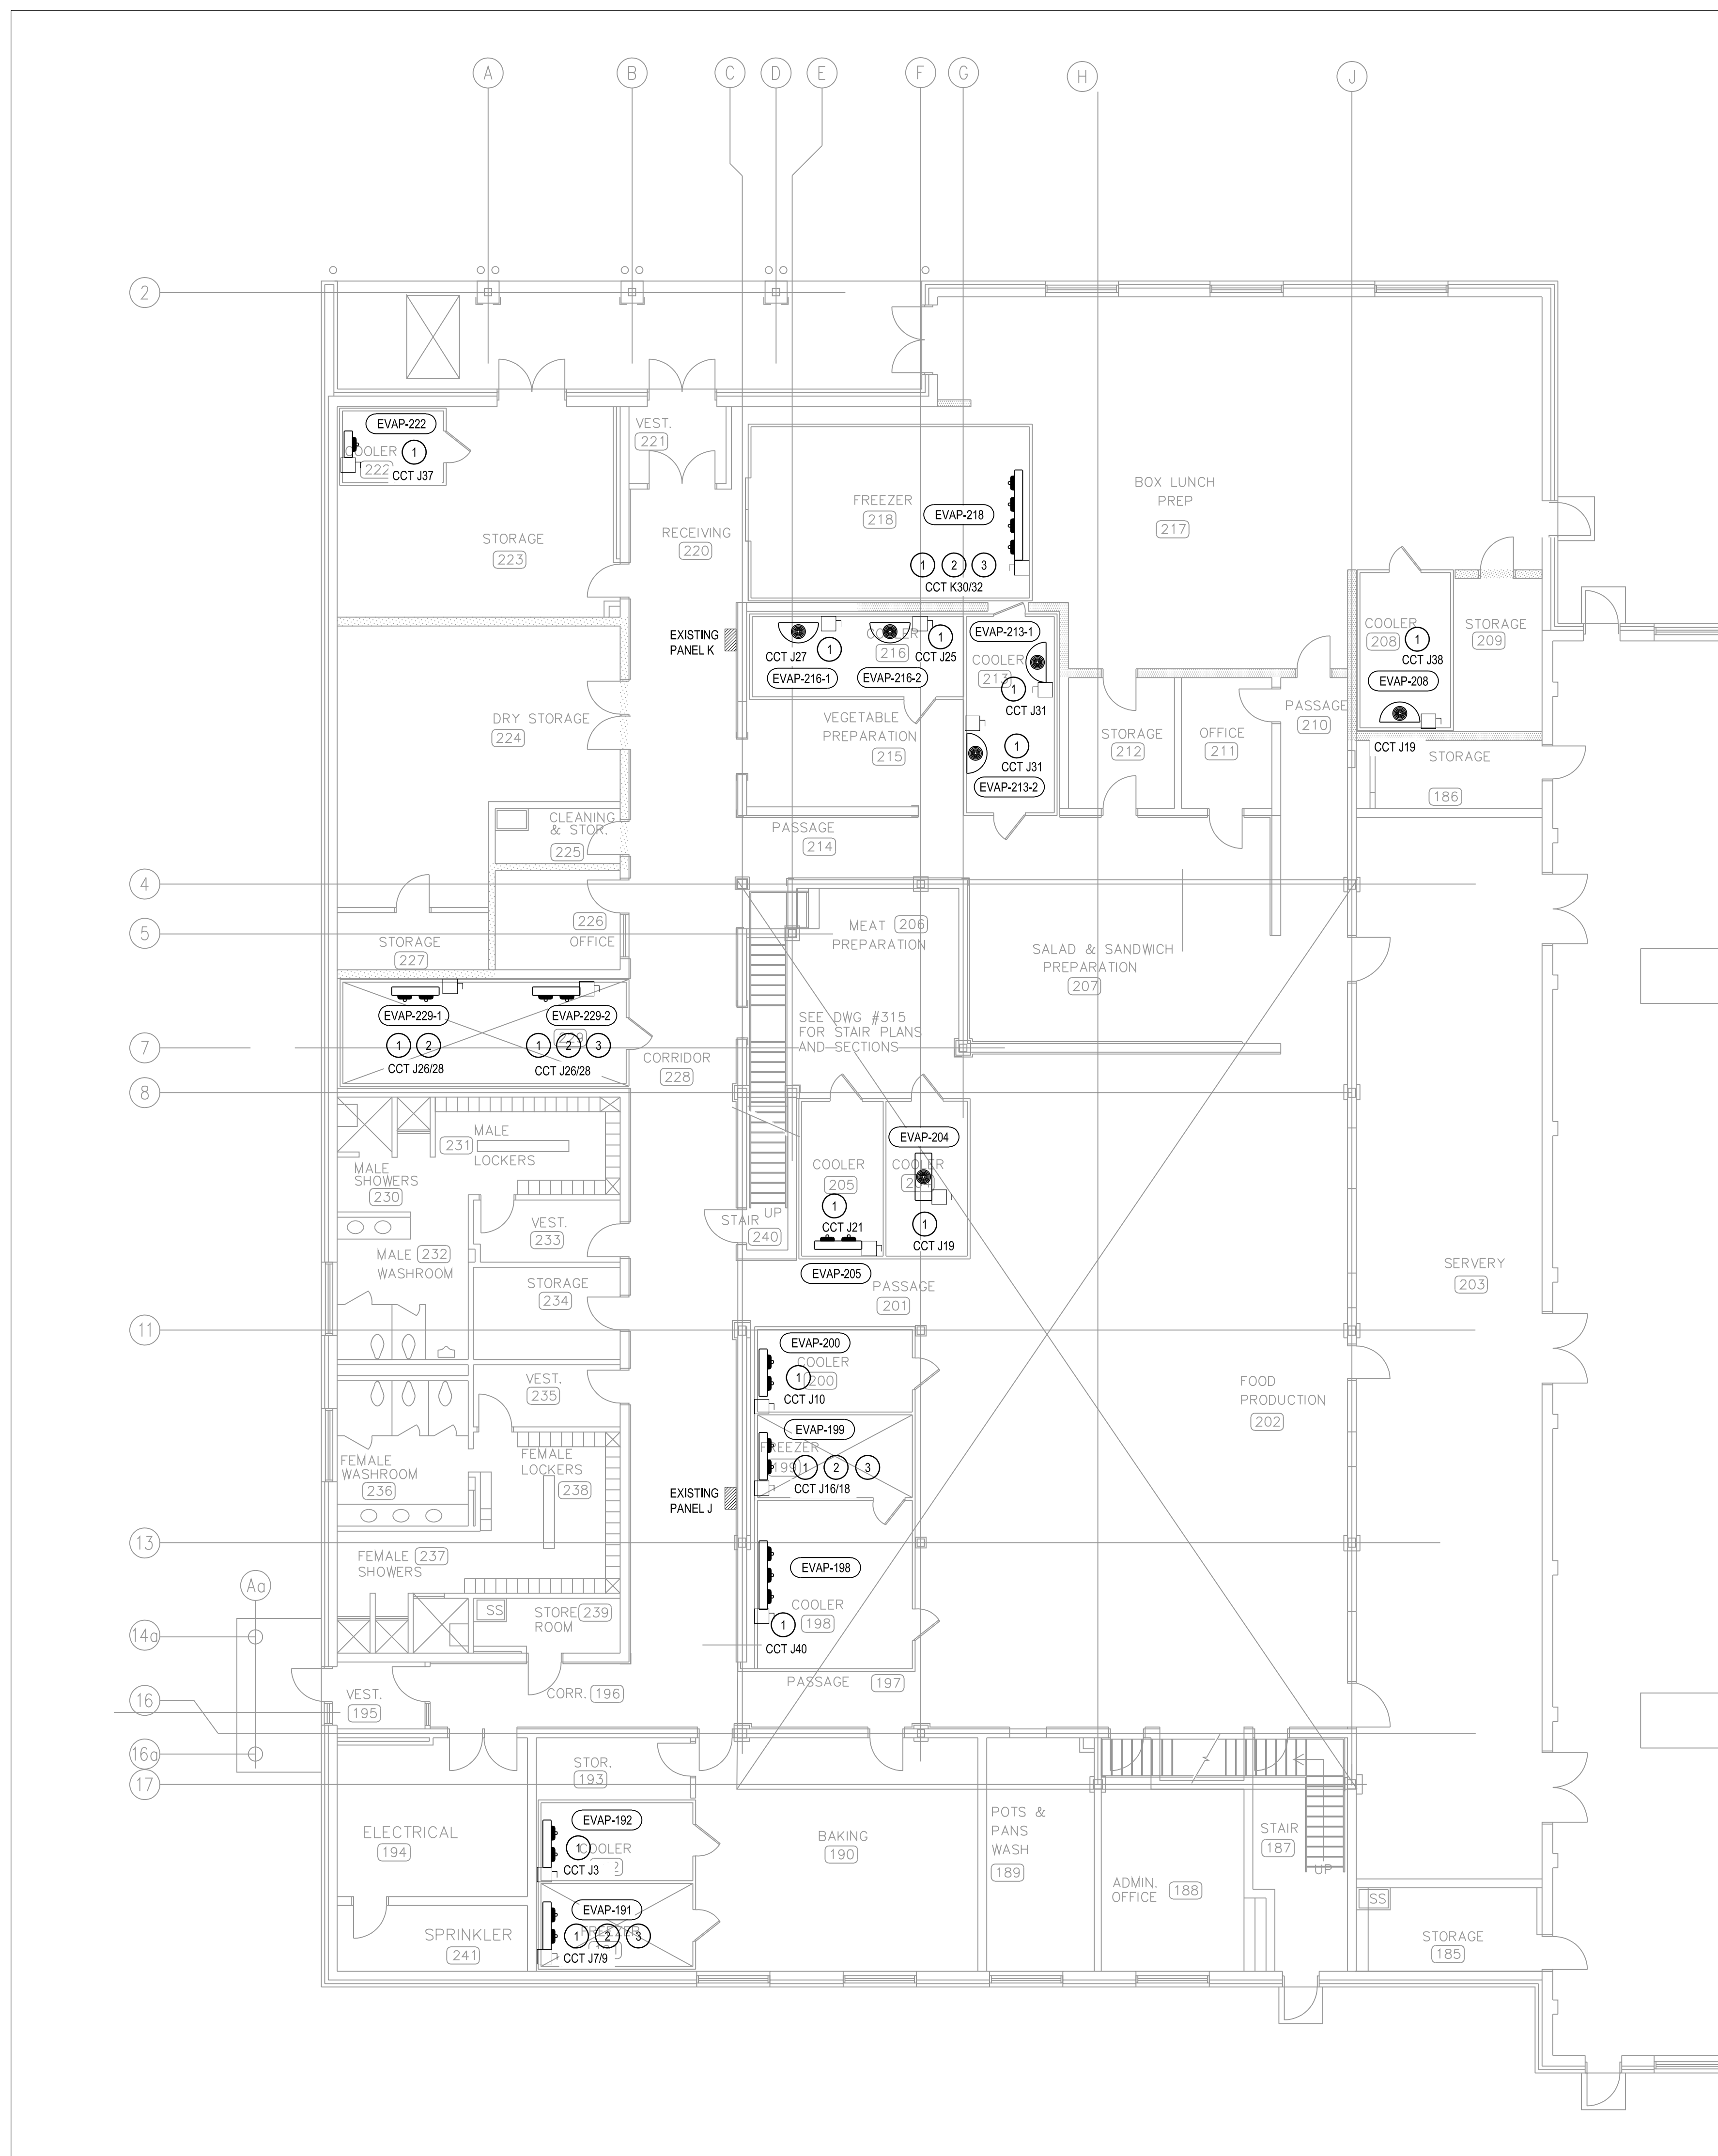 A
B
C
D
E
F
G
H
J
2
EVAP-222
COOLER
1
222
CCT J37
VEST.
221
STORAGE
223
RECEIVING
220
FREEZER
218
EVAP-218
1 2 3
CCT K30/32
BOX LUNCH
PREP
217
EXISTING
PANEL K
CCT J27
1
EVAP-216-1
COOLER
216
1
CCT J25
EVAP-216-2
EVAP-213-1
COOLER
213
1
CCT J31
1
CCT J31
EVAP-213-2
COOLER
208
1
CCT J38
EVAP-208
CCT J19
STORAGE
209
PASSAGE
210
STORAGE
186
DRY STORAGE
224
VEGETABLE
PREPARATION
215
STORAGE
212
OFFICE
211
CLEANING
& STOR.
225
PASSAGE
214
4
5
226
OFFICE
STORAGE
227
MEAT 206
PREPARATION
SALAD & SANDWICH
PREPARATION
207
EVAP-229-1
1 2
CCT J26/28
EVAP-229-2
229
1 2 3
CCT J26/28
SEE DWG #315
FOR STAIR PLANS
AND SECTIONS
7
CORRIDOR
228
8
231
MALE
LOCKERS
MALE
SHOWERS
230
VEST.
233
MALE 232
WASHROOM
STORAGE
234
COOLER
205
1
CCT J21
EVAP-205
EVAP-204
COOLER
1
CCT J19
UP
STAIR
240
PASSAGE
201
SERVERY
203
11
EVAP-200
COOLER
1
200
CCT J10
VEST.
235
FOOD
PRODUCTION
202
EVAP-199
FREEZER
199
1 2 3
CCT J16/18
FEMALE
WASHROOM
236
FEMALE
LOCKERS
238
EXISTING
PANEL J
13
FEMALE 237
SHOWERS
EVAP-198
COOLER
198
1
CCT J40
Aa
14a
SS
STORE 239
ROOM
PASSAGE 197
16
VEST.
195
CORR. 196
16a
17
STOR.
193
ELECTRICAL
194
EVAP-192
1
COOLER
CCT J3
BAKING
190
POTS &
PANS
WASH
189
STAIR
187
UP
ADMIN.
OFFICE
188
EVAP-191
FREEZER
1 2 3
CCT J7/9
SPRINKLER
241
SS
STORAGE
185